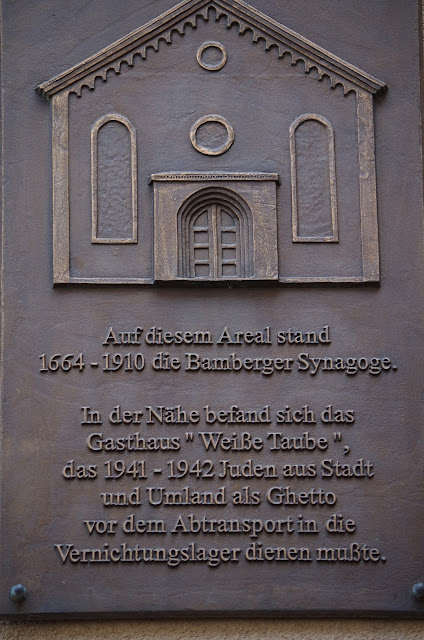 Auf diesem Areal stand
1664 - 1910 die Bamberger Synagoge.
In der Nähe befand sich das
Gasthaus " Weiße Taube ",
das 1941 - 1942 Juden aus Stadt
und Umland als Ghetto
vor dem Abtransport in die
Vernichtungslager dienen mußte.